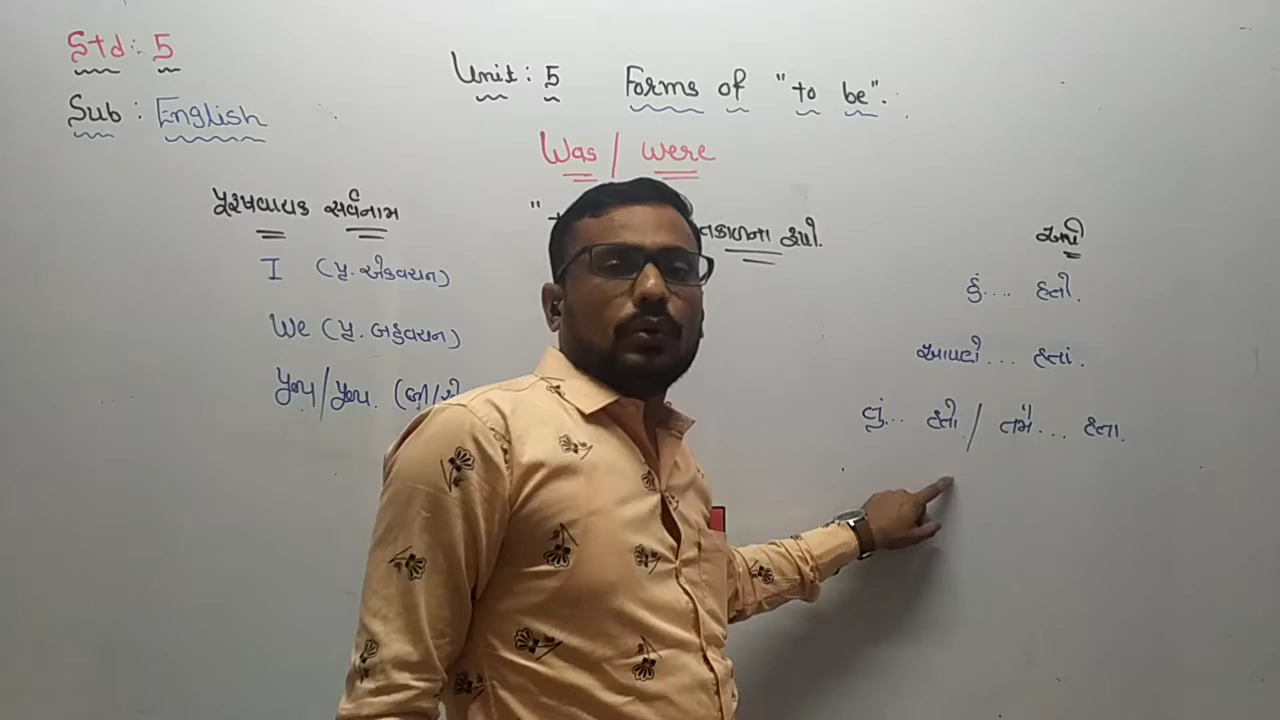 Std : 5
Unit : 5 Forms of "to be".
Sub : English
Was / were
પુરુષવાચક સર્વનામ
અર્થ
I (પ્ર. એકવચન)
હું.... હતો.
We (પ્ર. બહુવચન)
આપણે... હતાં.
You/you.
તું... હતો / તમે... હતા.